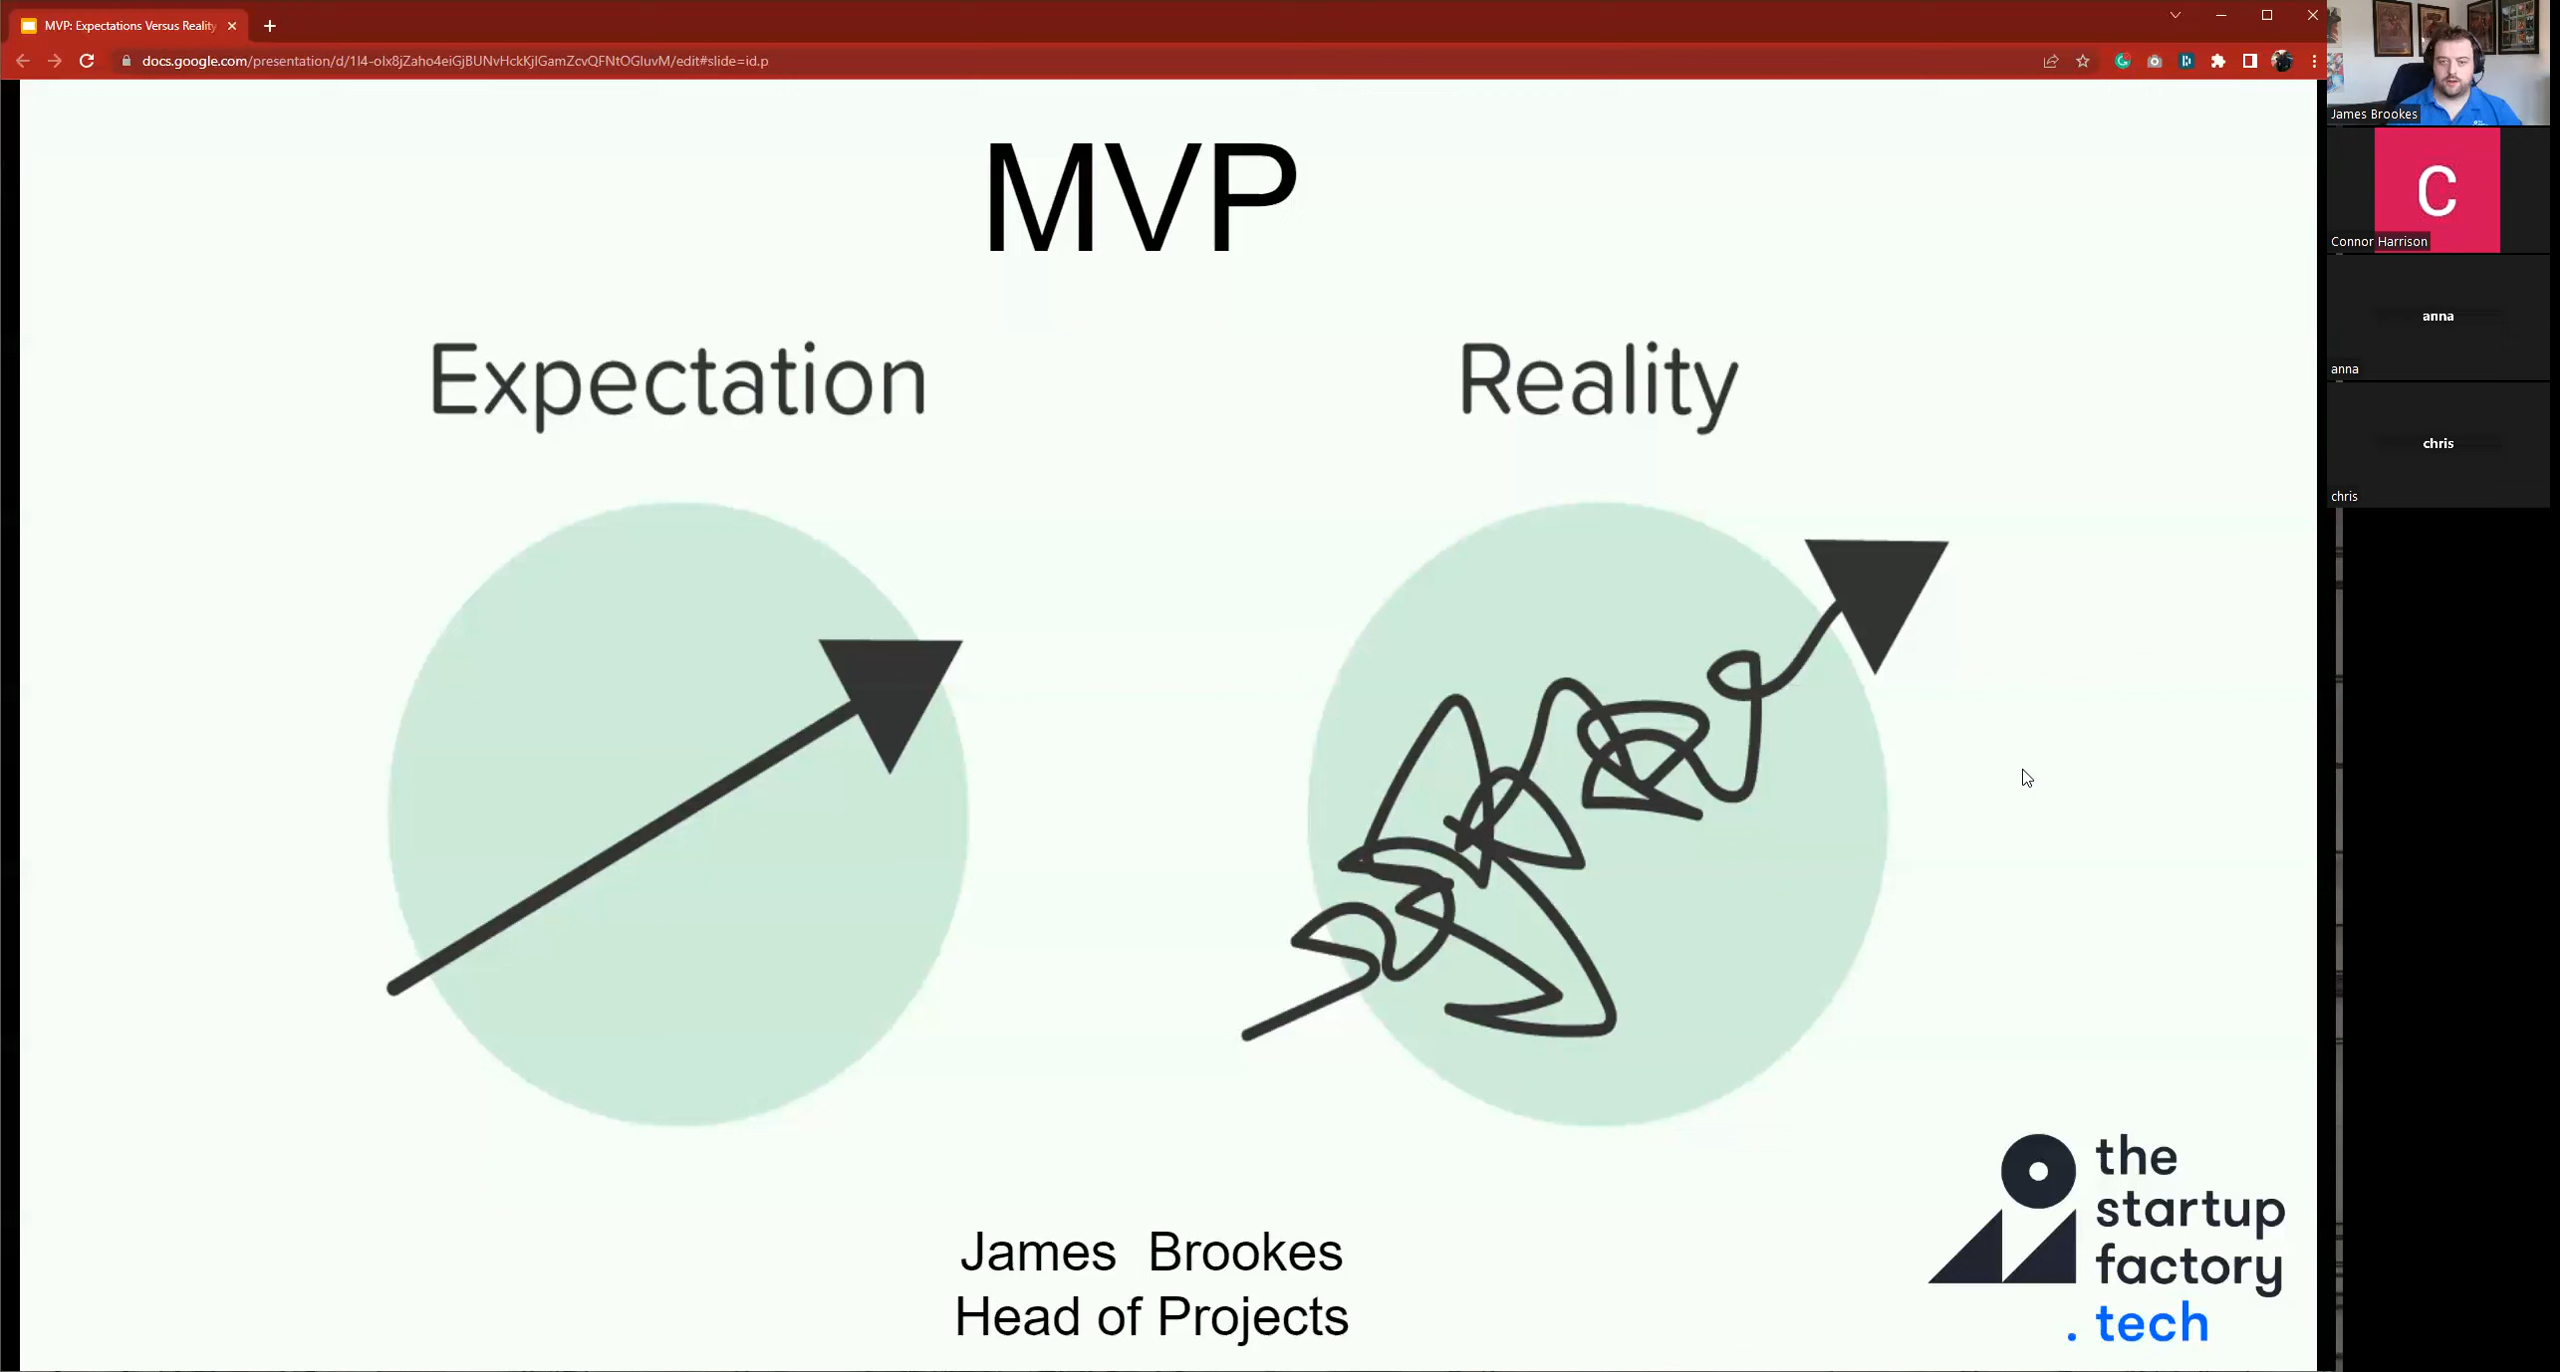 MVP: Expectations Versus Reality
docs.google.com/presentation/d/1I4-olx8jZaho4eiGjBUNvHckKjlGamZcvQFNtOGluvM/edit#slide=id.p
MVP
Expectation
Reality
James Brookes
Head of Projects
the
startup
factory
. tech
James Brookes
C
Connor Harrison
anna
anna
chris
chris